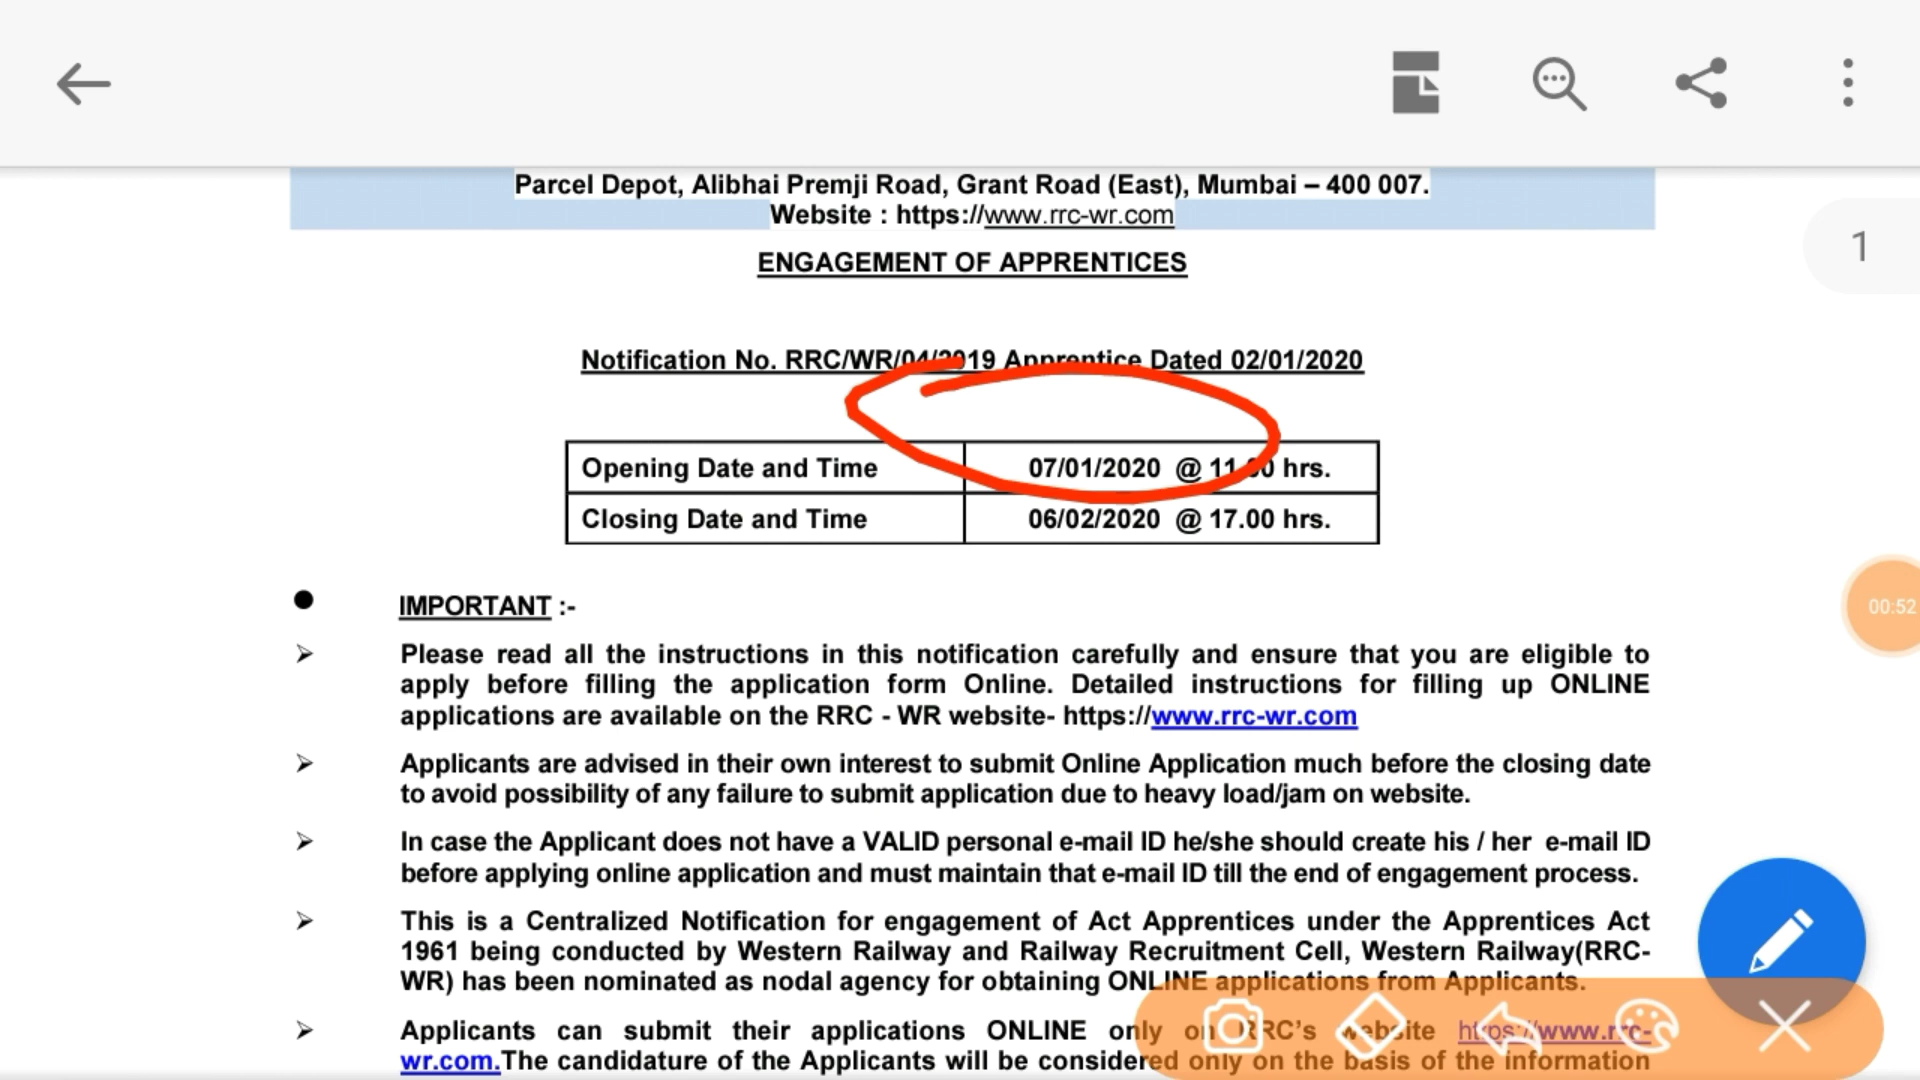 Parcel Depot, Alibhai Premji Road, Grant Road (East), Mumbai – 400 007.
Website : https://www.rrc-wr.com
ENGAGEMENT OF APPRENTICES
1
Notification No. RRC/WR/04/2019 Apprentice Dated 02/01/2020
Opening Date and Time 07/01/2020 @ 11.00 hrs.
Closing Date and Time 06/02/2020 @ 17.00 hrs.
00:52
IMPORTANT :-
Please read all the instructions in this notification carefully and ensure that you are eligible to
apply before filling the application form Online. Detailed instructions for filling up ONLINE
applications are available on the RRC - WR website- https://www.rrc-wr.com
Applicants are advised in their own interest to submit Online Application much before the closing date
to avoid possibility of any failure to submit application due to heavy load/jam on website.
In case the Applicant does not have a VALID personal e-mail ID he/she should create his / her e-mail ID
before applying online application and must maintain that e-mail ID till the end of engagement process.
This is a Centralized Notification for engagement of Act Apprentices under the Apprentices Act
1961 being conducted by Western Railway and Railway Recruitment Cell, Western Railway(RRC-
WR) has been nominated as nodal agency for obtaining ONLINE applications from Applicants.
Applicants can submit their applications ONLINE only on RRC's website https://www.rrc-
wr.com.The candidature of the Applicants will be considered only on the basis of the information